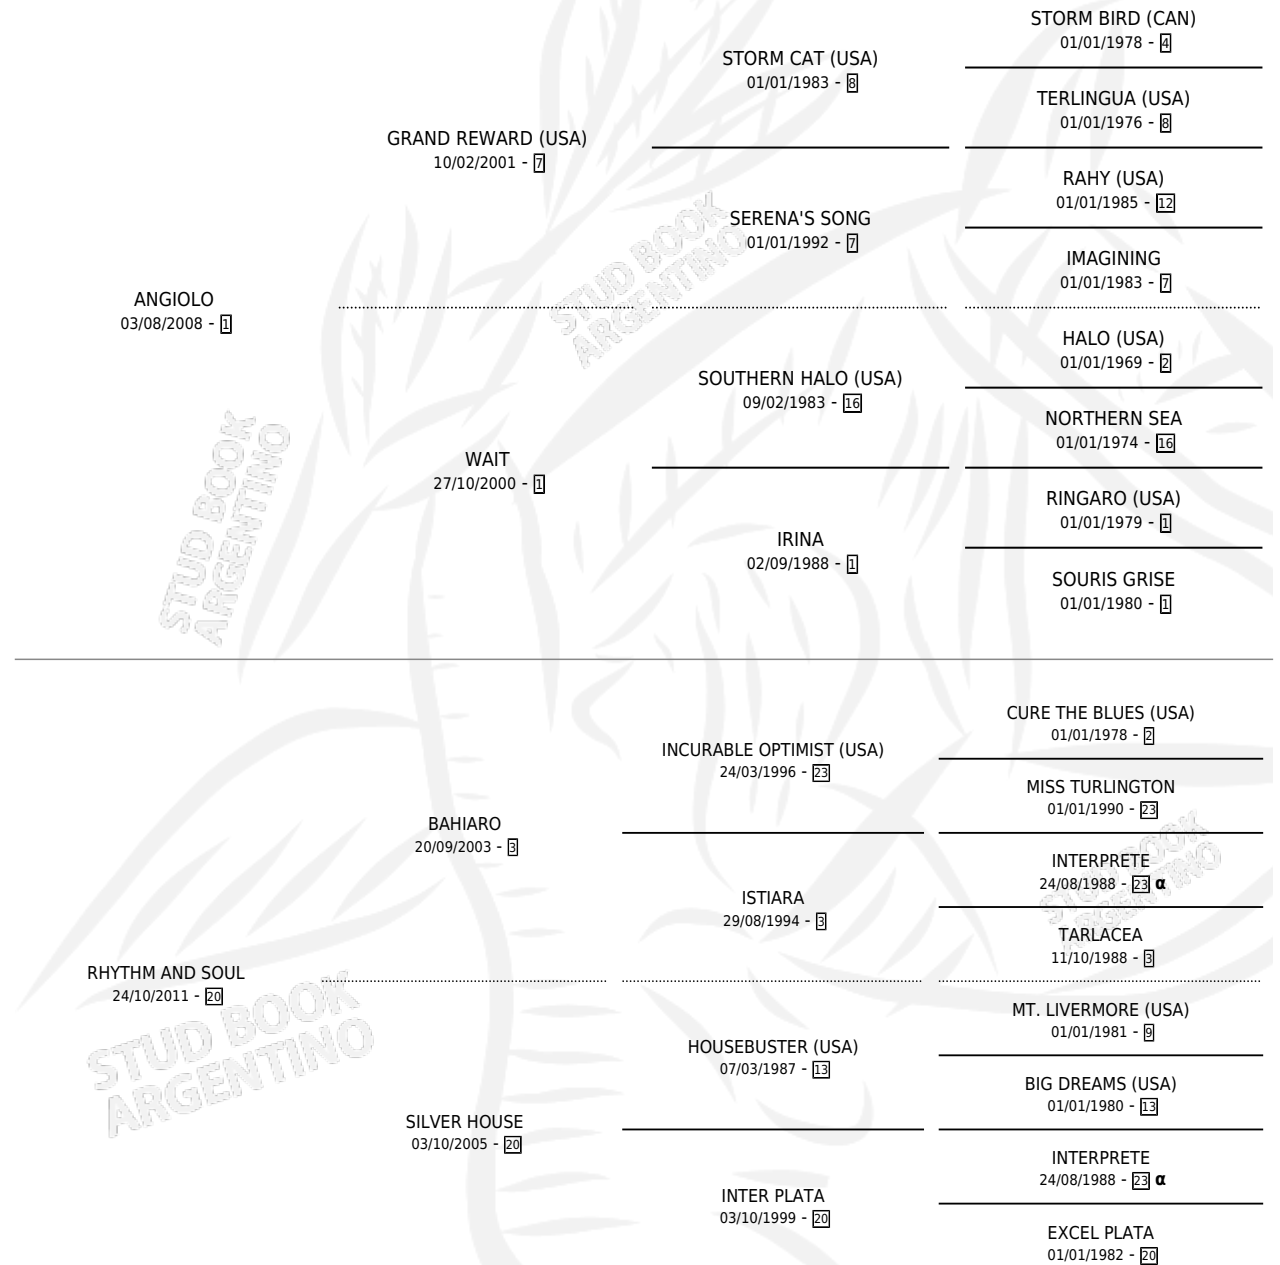 STORM BIRD (CAN)
01/01/1978 - 4
STORM CAT (USA)
01/01/1983 - 8
TERLINGUA (USA)
01/01/1976 - 8
GRAND REWARD (USA)
10/02/2001 - 7
RAHY (USA)
01/01/1985 - 12
SERENA'S SONG
01/01/1992 - 7
IMAGINING
01/01/1983 - 7
STUD BOOK
ARGENTINO
ANGIOLO
03/08/2008 - 1
HALO (USA)
01/01/1969 - 2
SOUTHERN HALO (USA)
09/02/1983 - 16
NORTHERN SEA
01/01/1974 - 16
WAIT
27/10/2000 - 1
RINGARO (USA)
01/01/1979 - 1
IRINA
02/09/1988 - 1
SOURIS GRISE
01/01/1980 - 1
STUD BOOK
ARGENTINO
CURE THE BLUES (USA)
01/01/1978 - 2
INCURABLE OPTIMIST (USA)
24/03/1996 - 23
MISS TURLINGTON
01/01/1990 - 23
BAHIARO
20/09/2003 - 3
INTERPRETE
24/08/1988 - 23 α
ISTIARA
29/08/1994 - 3
TARLACEA
11/10/1988 - 3
STUD BOOK
ARGENTINO
RHYTHM AND SOUL
24/10/2011 - 20
MT. LIVERMORE (USA)
01/01/1981 - 9
HOUSEBUSTER (USA)
07/03/1987 - 13
BIG DREAMS (USA)
01/01/1980 - 13
STUD BOOK
ARGENTINO
SILVER HOUSE
03/10/2005 - 20
INTERPRETE
24/08/1988 - 23 α
INTER PLATA
03/10/1999 - 20
EXCEL PLATA
01/01/1982 - 20